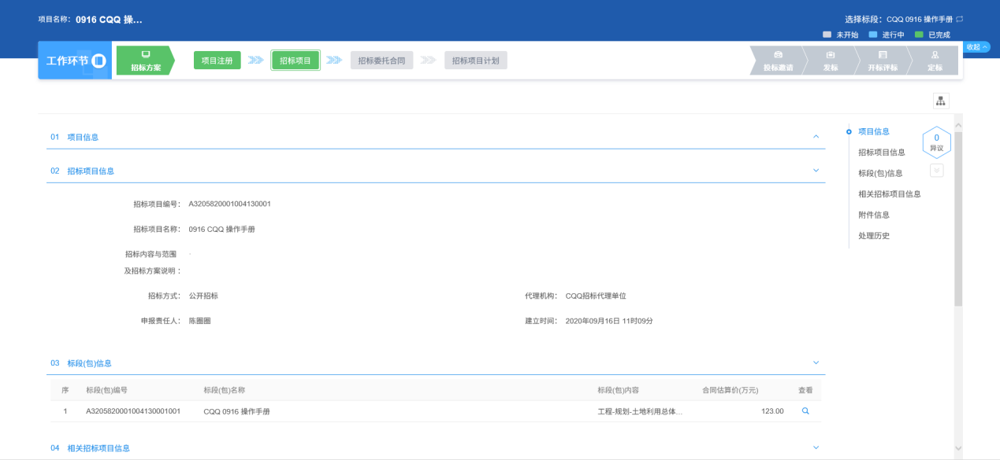 项目名称： 0916 CQQ 操...
选择标段： CQQ 0916 操作手册
未开始 进行中 已完成
收起
工作环节
招标方案
项目注册
招标项目
招标委托合同
招标项目计划
投标邀请
发标
开标评标
定标
01 项目信息
02 招标项目信息
招标项目编号： A3205820001004130001
招标项目名称： 0916 CQQ 操作手册
招标内容与范围 -
及招标方案说明：
招标方式： 公开招标 代理机构： CQQ招标代理单位
申报责任人： 陈圈圈 建立时间： 2020年09月16日 11时09分
03 标段(包)信息
序 标段(包)编号 标段(包)名称 标段(包)内容 合同估算价(万元) 查看
1 A3205820001004130001001 CQQ 0916 操作手册 工程-规划-土地利用总体... 123.00
04 相关招标项目信息
项目信息
招标项目信息
标段(包)信息
相关招标项目信息
附件信息
处理历史
0
异议